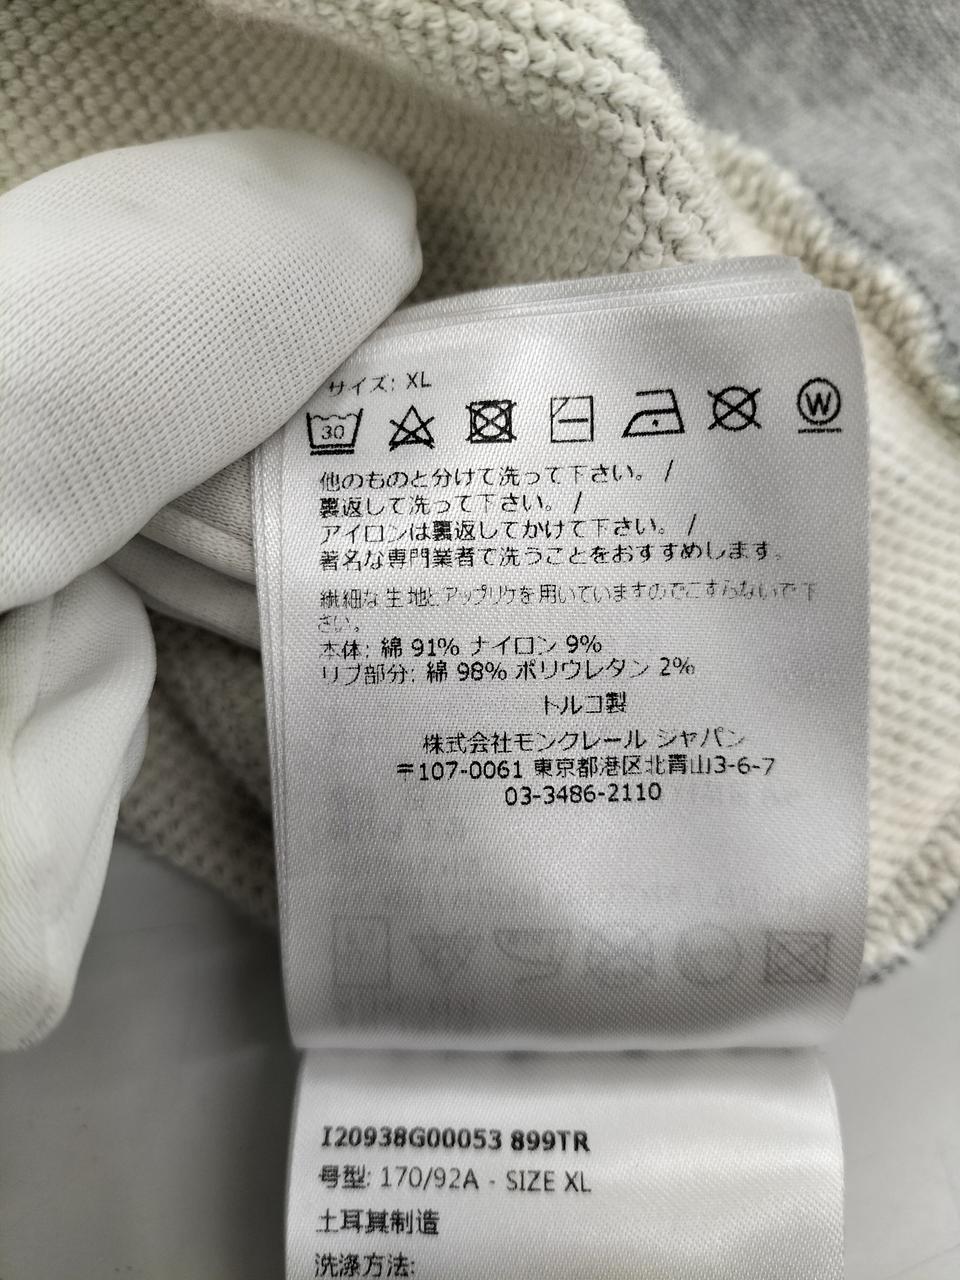 サイズ: XL
30
W
他のものと分けて洗って下さい。 /
裏返して洗って下さい。 /
アイロンは裏返してかけて下さい。 /
著名な専門業者で洗うことをおすすめします。
繊細な生地とアップリケを用いていますのでこすらないで下
さい。
本体: 綿 91% ナイロン 9%
リブ部分: 綿 98% ポリウレタン 2%
トルコ製
株式会社モンクレール ジャパン
〒107-0061 東京都港区北青山3-6-7
03-3486-2110
I20938G00053 899TR
号型: 170/92A - SIZE XL
土耳其制造
洗涤方法: